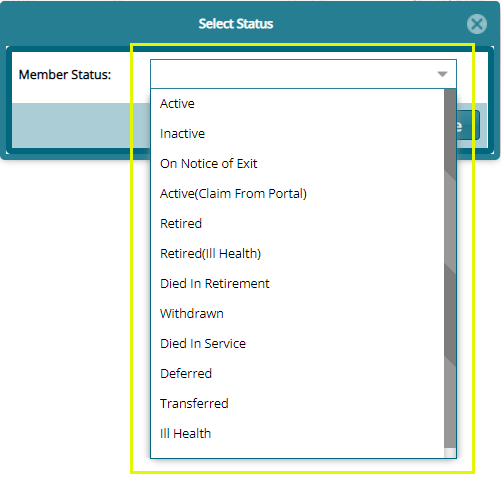 Select Status
Member Status:
Active
Inactive
On Notice of Exit
Active(Claim From Portal)
Retired
Retired(Ill Health)
Died In Retirement
Withdrawn
Died In Service
Deferred
Transferred
Ill Health